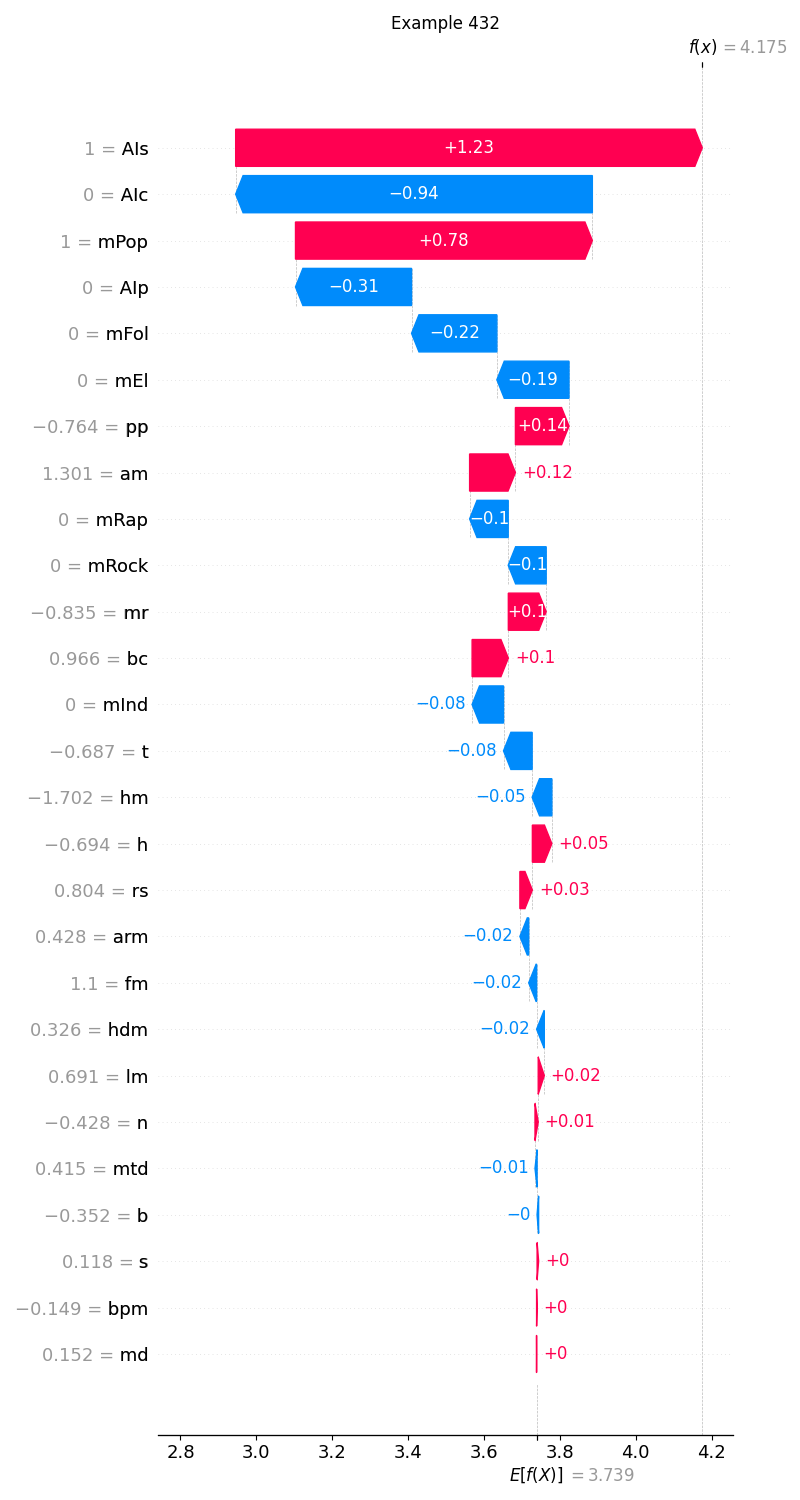 Example 432
f(x) = 4.175
1 = AIs +1.23
0 = AIc −0.94
1 = mPop +0.78
0 = AIp −0.31
0 = mFol −0.22
0 = mEl −0.19
−0.764 = pp +0.14
1.301 = am +0.12
0 = mRap −0.1
0 = mRock −0.1
−0.835 = mr +0.1
0.966 = bc +0.1
0 = mInd −0.08
−0.687 = t −0.08
−1.702 = hm −0.05
−0.694 = h +0.05
0.804 = rs +0.03
0.428 = arm −0.02
1.1 = fm −0.02
0.326 = hdm −0.02
0.691 = lm +0.02
−0.428 = n +0.01
0.415 = mtd −0.01
−0.352 = b −0
0.118 = s +0
−0.149 = bpm +0
0.152 = md +0
2.8 3.0 3.2 3.4 3.6 3.8 4.0 4.2
E[f(X)] = 3.739